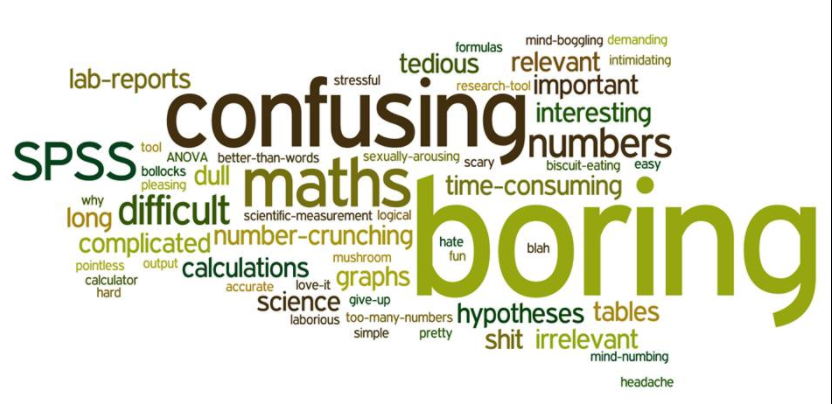 formulas
mind-boggling demanding
tedious
relevant intimidating
lab-reports
stressful
research-tool important
confusing
interesting
numbers
SPSS
tool
ANOVA better-than-words
sexually-arousing scary
biscuit-eating easy
bollocks
pleasing dull
maths
time-consuming
boring
why
long difficult
scientific-measurement logical
complicated number-crunching
hate
fun
blah
pointless output calculations
mushroom
calculator
hard
accurate love-it graphs
science give-up
laborious too-many-numbers hypotheses tables
simple pretty
shit irrelevant
mind-numbing
headache